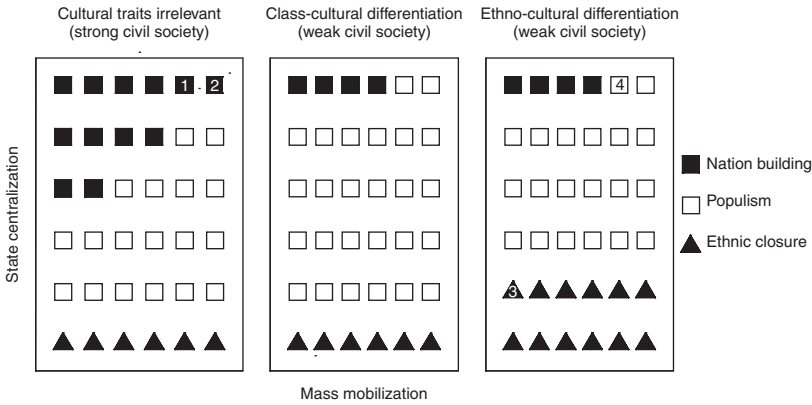 Cultural traits irrelevant
(strong civil society)
Class-cultural differentiation
(weak civil society)
Ethno-cultural differentiation
(weak civil society)
1
2
4
3
State centralization
Nation building
Populism
Ethnic closure
Mass mobilization